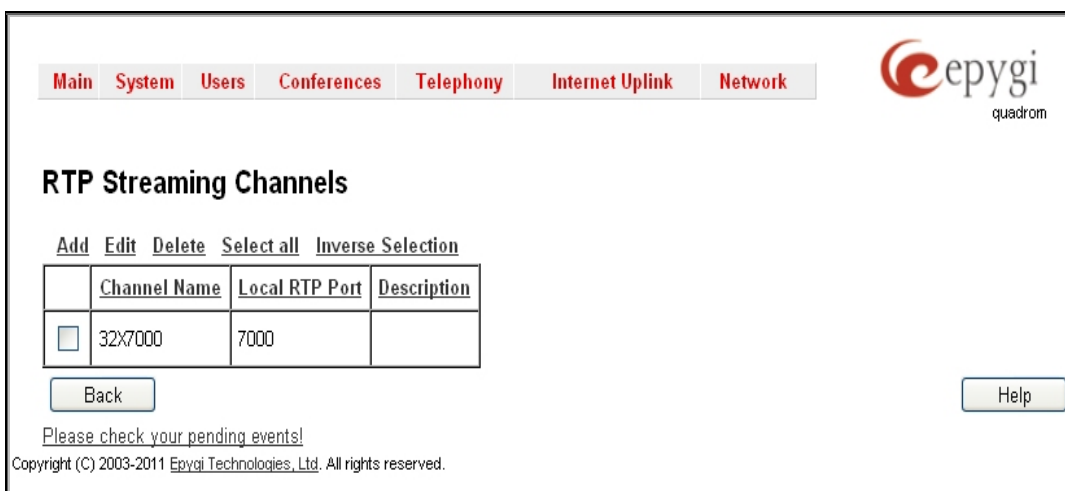 Main System Users Conferences Telephony Internet Uplink Network
epygi
quadrom
RTP Streaming Channels
Add Edit Delete Select all Inverse Selection
Channel Name Local RTP Port Description
32X7000 7000
Back Help
Please check your pending events!
Copyright (C) 2003-2011 Epygi Technologies, Ltd. All rights reserved.